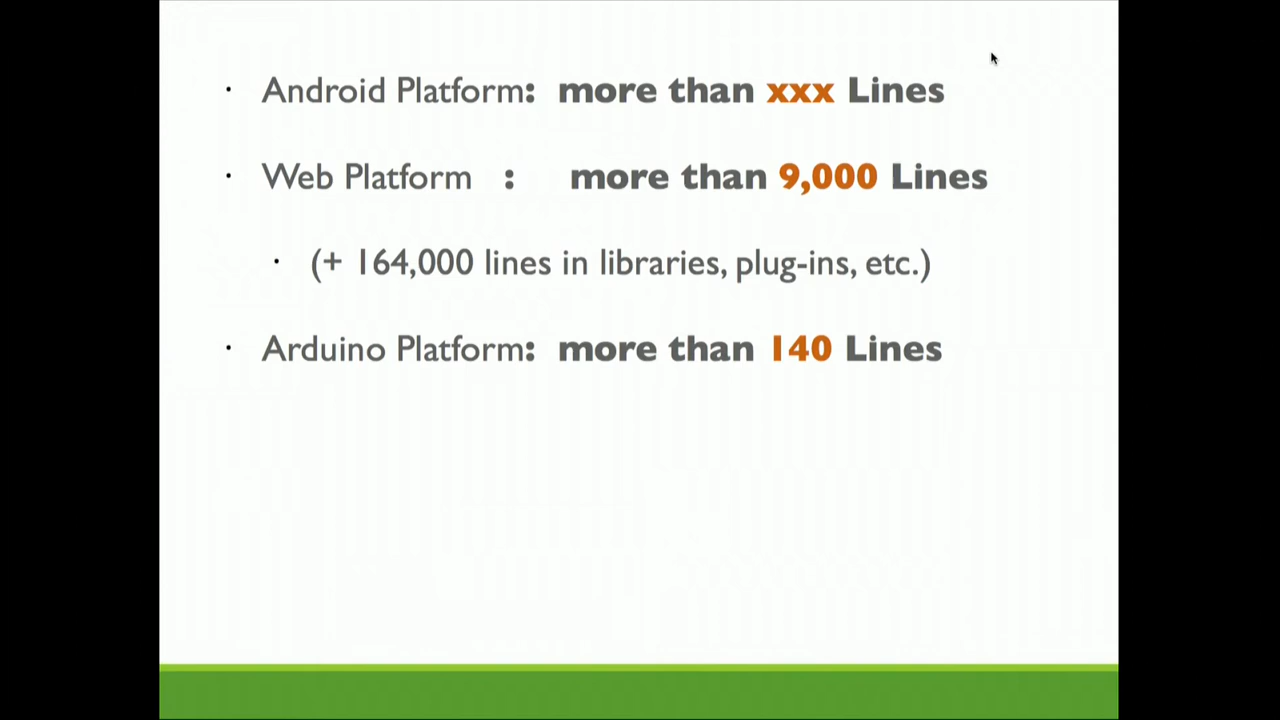 · Android Platform: more than xxx Lines
· Web Platform : more than 9,000 Lines
· (+ 164,000 lines in libraries, plug-ins, etc.)
· Arduino Platform: more than 140 Lines